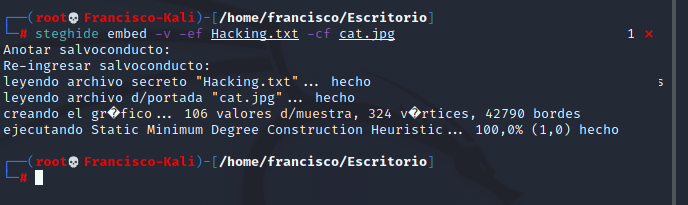 ┌──(root💀Francisco-Kali)-[/home/francisco/Escritorio]
└─# steghide embed -v -ef Hacking.txt -cf cat.jpg 1 ⨯
Anotar salvoconducto:
Re-ingresar salvoconducto:
leyendo archivo secreto "Hacking.txt"... hecho s
leyendo archivo d/portada "cat.jpg"... hecho
creando el gr�fico... 106 valores d/muestra, 324 v�rtices, 42790 bordes
ejecutando Static Minimum Degree Construction Heuristic... 100,0% (1,0) hecho
┌──(root💀Francisco-Kali)-[/home/francisco/Escritorio]
└─#